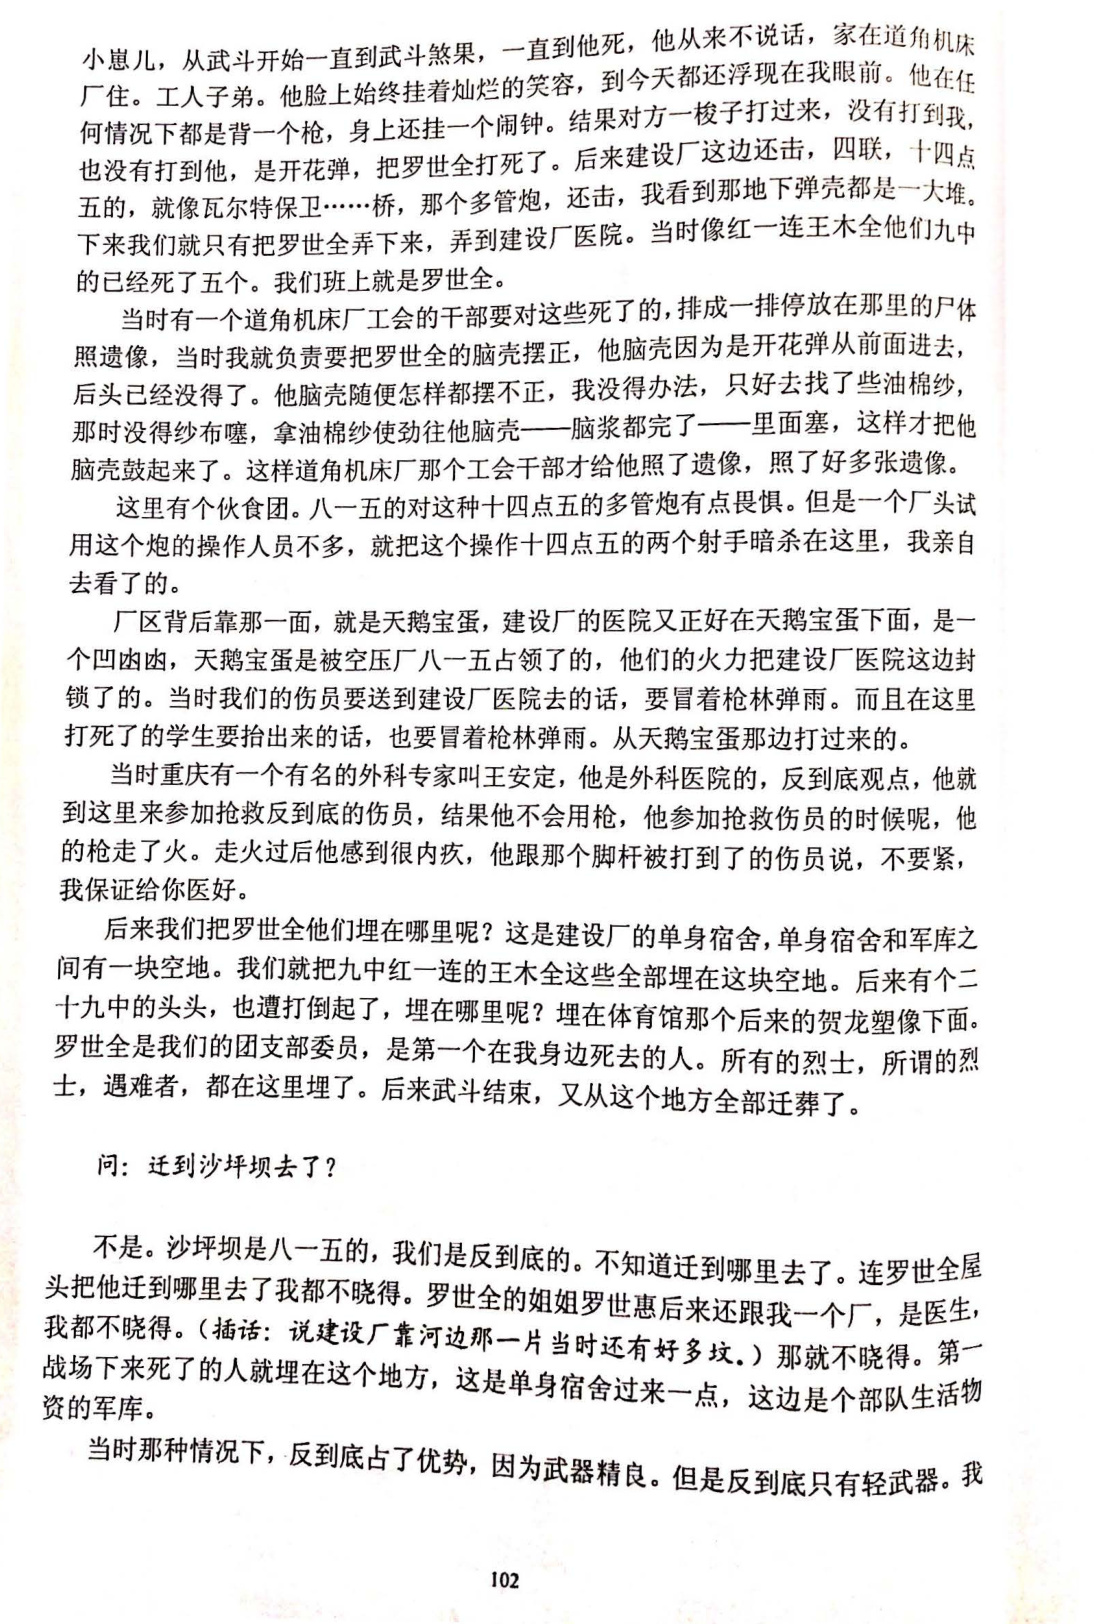 小崽儿，从武斗开始一直到武斗煞果，一直到他死，他从来不说话，家在道角机床
厂住。工人子弟。他脸上始终挂着灿烂的笑容，到今天都还浮现在我眼前。他在任
何情况下都是背一个枪，身上还挂一个闹钟。结果对方一梭子打过来，没有打到我，
也没有打到他，是开花弹，把罗世全打死了。后来建设厂这边还击，四联，十四点
五的，就像瓦尔特保卫……桥，那个多管炮，还击，我看到那地下弹壳都是一大堆。
下来我们就只有把罗世全弄下来，弄到建设厂医院。当时像红一连王木全他们九中
的已经死了五个。我们班上就是罗世全。
当时有一个道角机床厂工会的干部要对这些死了的，排成一排停放在那里的尸体
照遗像，当时我就负责要把罗世全的脑壳摆正，他脑壳因为是开花弹从前面进去，
后头已经没得了。他脑壳随便怎样都摆不正，我没得办法，只好去找了些油棉纱，
那时没得纱布噻，拿油棉纱使劲往他脑壳——脑浆都完了——里面塞，这样才把他
脑壳鼓起来了。这样道角机床厂那个工会干部才给他照了遗像，照了好多张遗像。
这里有个伙食团。八一五的对这种十四点五的多管炮有点畏惧。但是一个厂头试
用这个炮的操作人员不多，就把这个操作十四点五的两个射手暗杀在这里，我亲自
去看了的。
厂区背后靠那一面，就是天鹅宝蛋，建设厂的医院又正好在天鹅宝蛋下面，是一
个凹凼凼，天鹅宝蛋是被空压厂八一五占领了的，他们的火力把建设厂医院这边封
锁了的。当时我们的伤员要送到建设厂医院去的话，要冒着枪林弹雨。而且在这里
打死了的学生要抬出来的话，也要冒着枪林弹雨。从天鹅宝蛋那边打过来的。
当时重庆有一个有名的外科专家叫王安定，他是外科医院的，反到底观点，他就
到这里来参加抢救反到底的伤员，结果他不会用枪，他参加抢救伤员的时候呢，他
的枪走了火。走火过后他感到很内疚，他跟那个脚杆被打到了的伤员说，不要紧，
我保证给你医好。
后来我们把罗世全他们埋在哪里呢？这是建设厂的单身宿舍，单身宿舍和军库之
间有一块空地。我们就把九中红一连的王木全这些全部埋在这块空地。后来有个二
十九中的头头，也遭打倒起了，埋在哪里呢？埋在体育馆那个后来的贺龙塑像下面。
罗世全是我们的团支部委员，是第一个在我身边死去的人。所有的烈士，所谓的烈
士，遇难者，都在这里埋了。后来武斗结束，又从这个地方全部迁葬了。
问：迁到沙坪坝去了？
不是。沙坪坝是八一五的，我们是反到底的。不知道迁到哪里去了。连罗世全屋
头把他迁到哪里去了我都不晓得。罗世全的姐姐罗世惠后来还跟我一个厂，是医生，
我都不晓得。（插话：说建设厂靠河边那一片当时还有好多坟。）那就不晓得。第一
战场下来死了的人就埋在这个地方，这是单身宿舍过来一点，这边是个部队生活物
资的军库。
当时那种情况下，反到底占了优势，因为武器精良。但是反到底只有轻武器。我
102